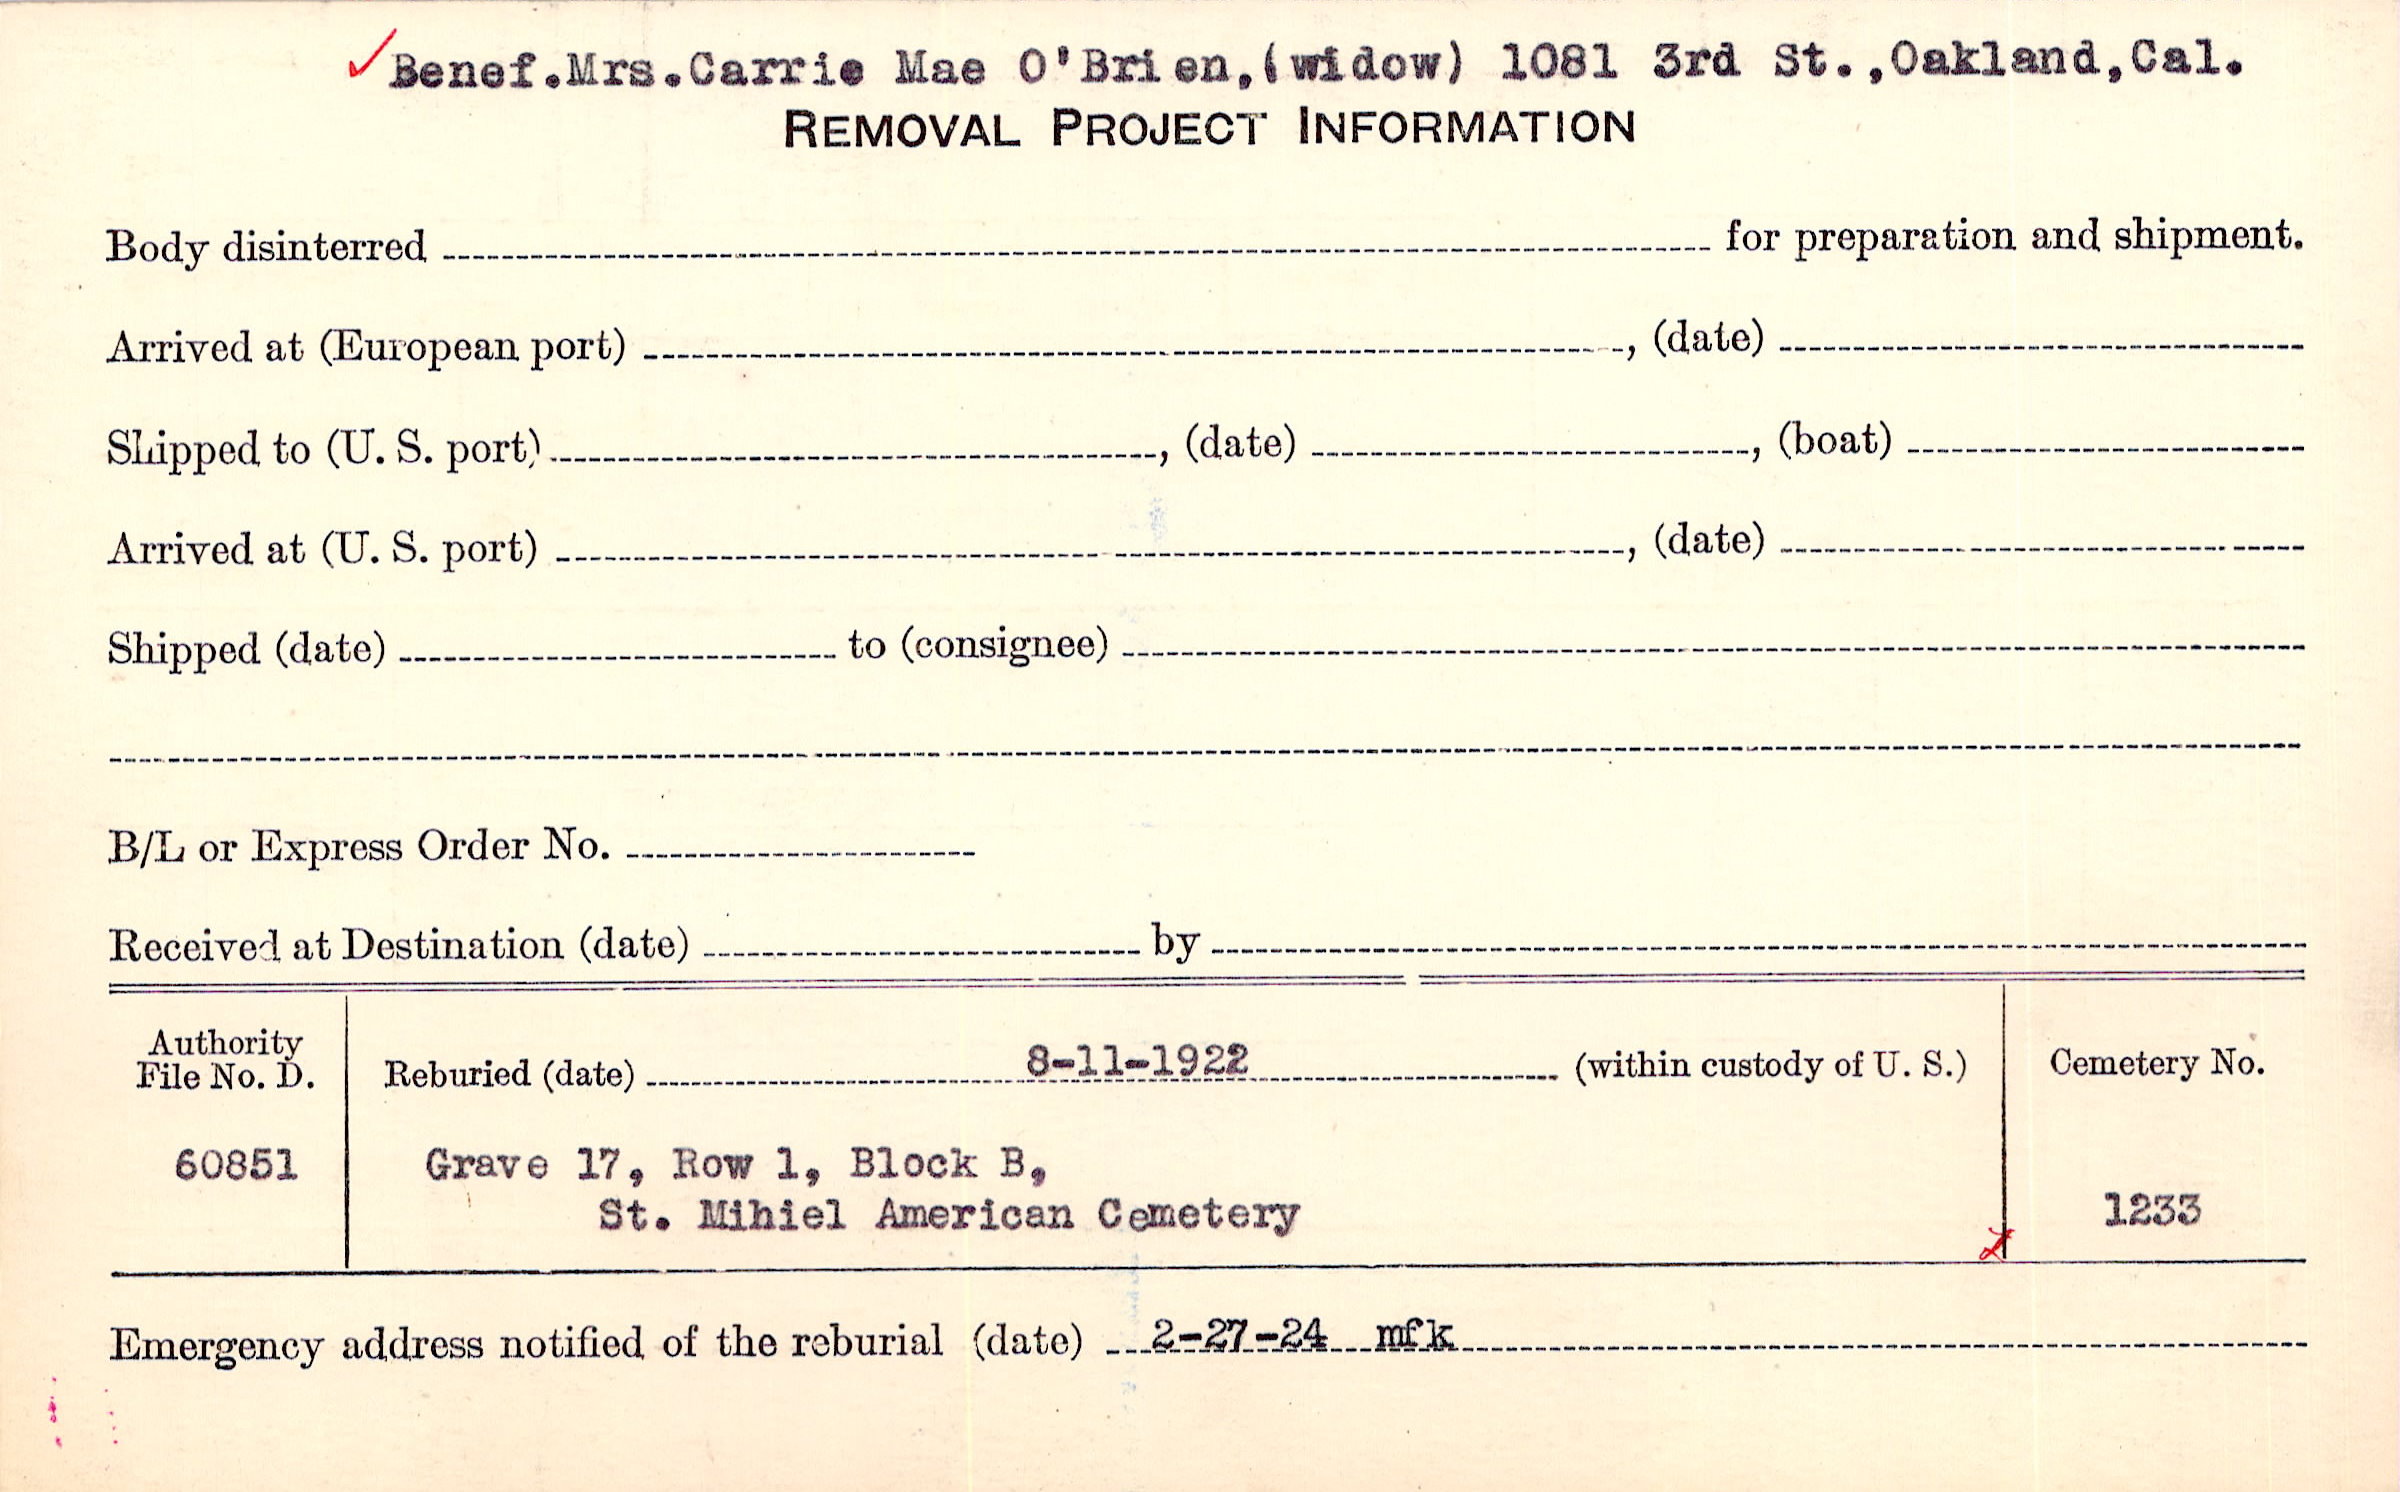 ✓ Benef.Mrs.Carrie Mae O'Brien,(widow) 1081 3rd St.,Oakland,Cal.
REMOVAL PROJECT INFORMATION
Body disinterred ---------- for preparation and shipment.
Arrived at (European port) ----------, (date) ----------
Shipped to (U. S. port) ----------, (date) ----------, (boat) ----------
Arrived at (U. S. port) ----------, (date) ----------
Shipped (date) ---------- to (consignee) ----------
B/L or Express Order No. ----------
Received at Destination (date) ---------- by ----------
Authority File No. D.
60851
Reburied (date) 8-11-1922 (within custody of U. S.)
Grave 17, Row 1, Block B,
St. Mihiel American Cemetery
Cemetery No.
1233
Emergency address notified of the reburial (date) 2-27-24 mfk